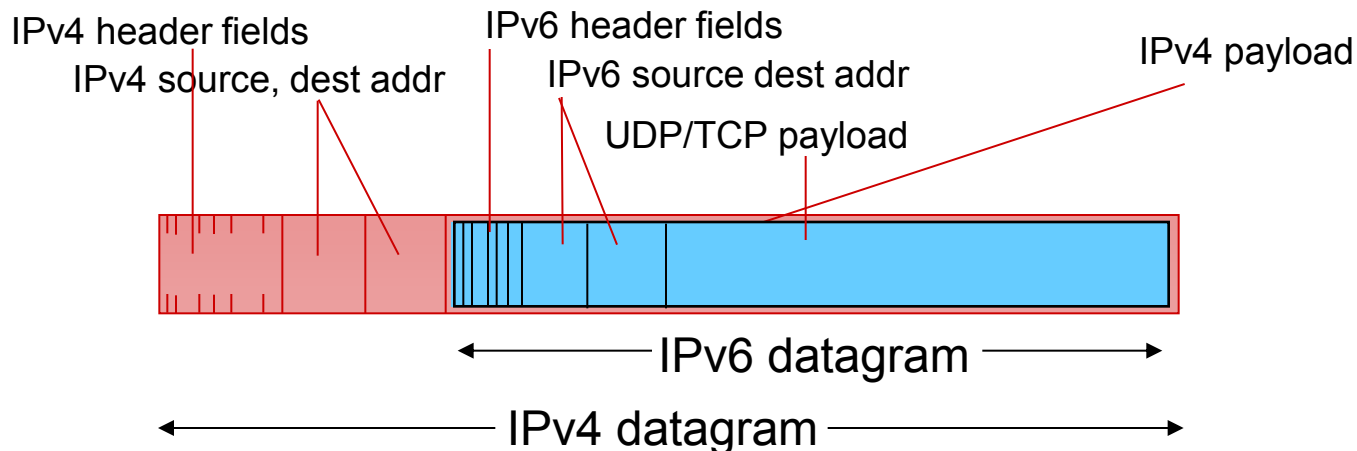 IPv4 header fields
IPv6 header fields
IPv4 payload
IPv4 source, dest addr
IPv6 source dest addr
UDP/TCP payload
IPv6 datagram
IPv4 datagram